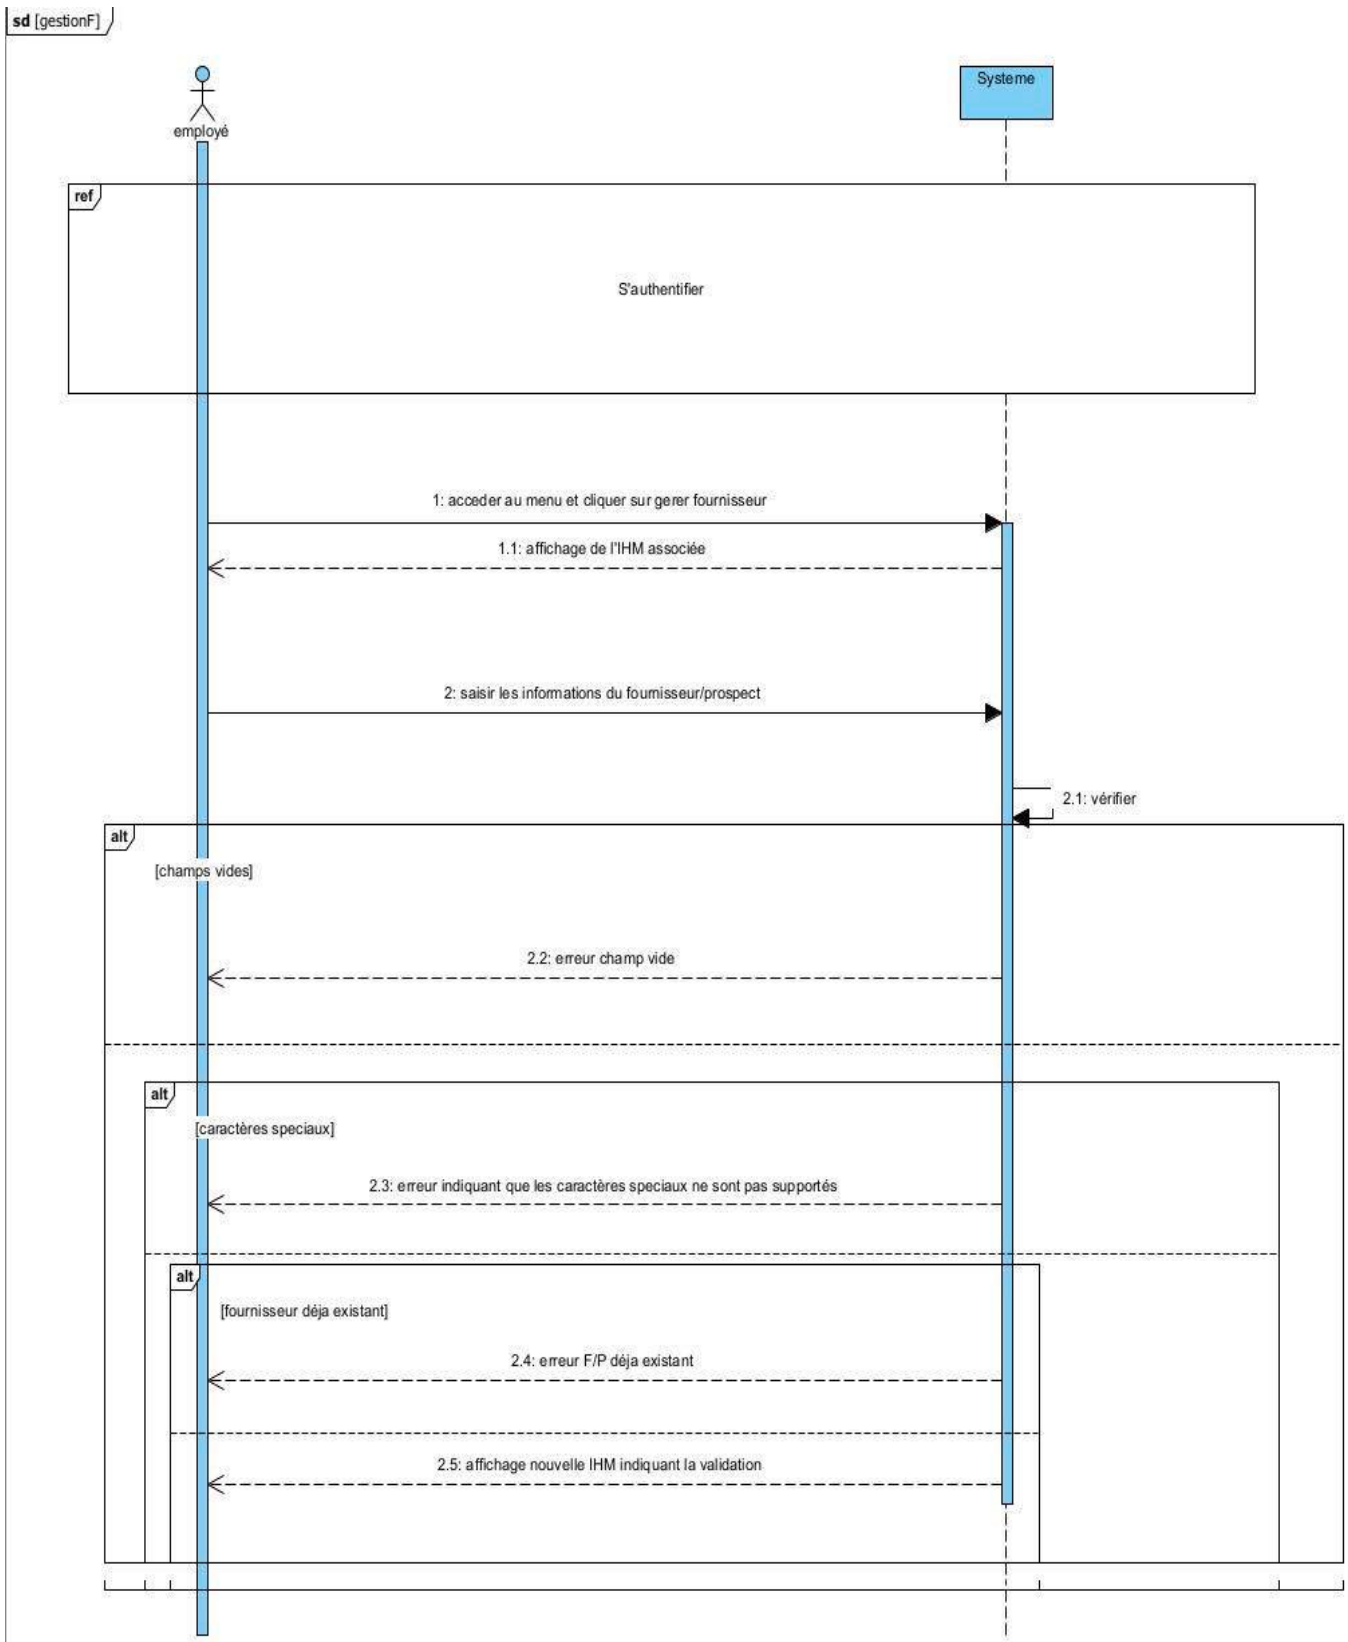 sd [gestionF]
employé
Systeme
ref
S'authentifier
1: acceder au menu et cliquer sur gerer fournisseur
1.1: affichage de l'IHM associée
2: saisir les informations du fournisseur/prospect
2.1: vérifier
alt
[champs vides]
2.2: erreur champ vide
alt
[caractères speciaux]
2.3: erreur indiquant que les caractères speciaux ne sont pas supportés
alt
[fournisseur déja existant]
2.4: erreur F/P déja existant
2.5: affichage nouvelle IHM indiquant la validation